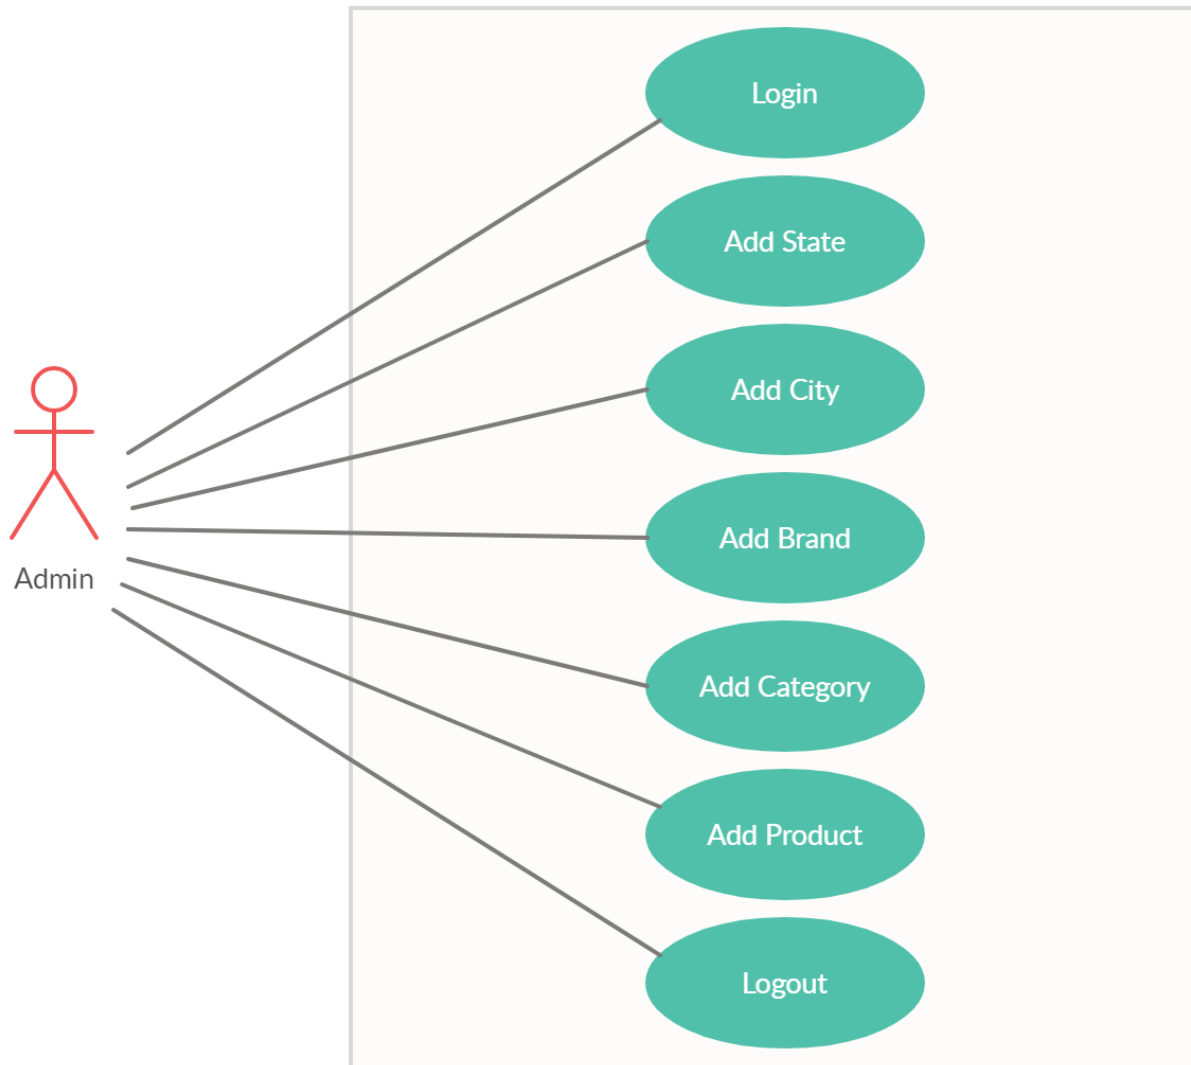 Login
Add State
Add City
Add Brand
Admin
Add Category
Add Product
Logout